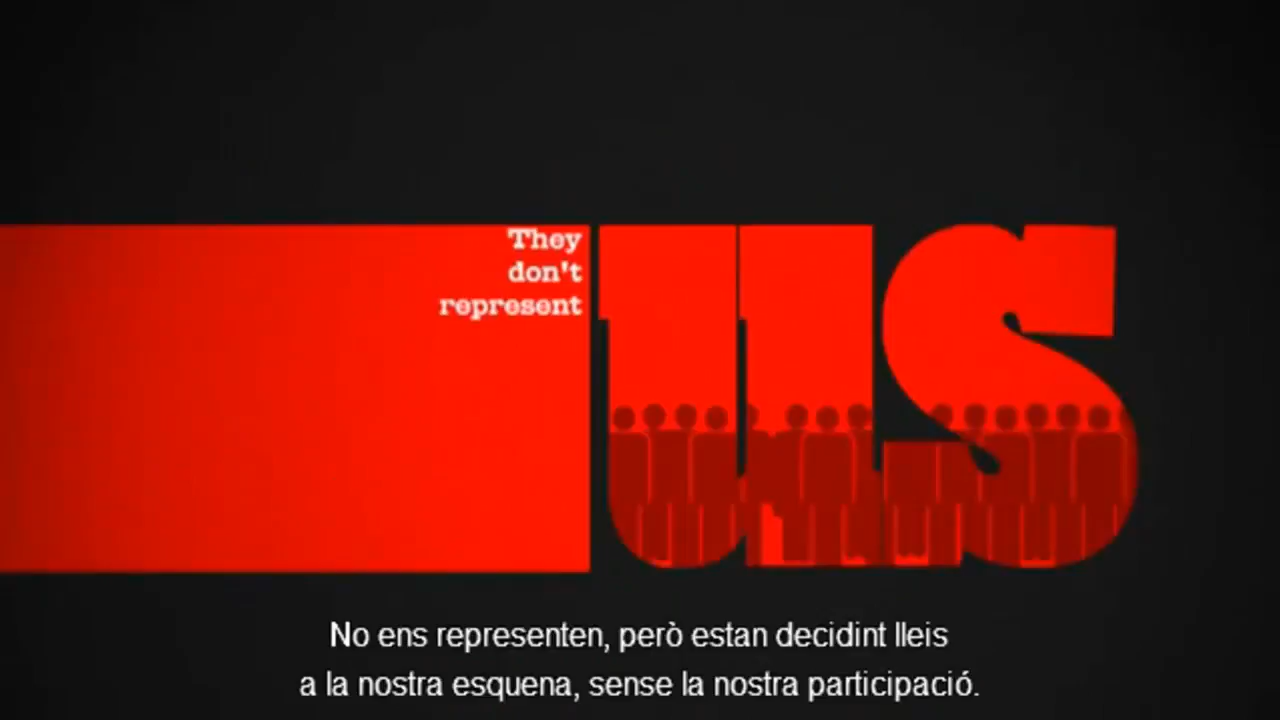 They
don't
represent
us
No ens representen, però estan decidint lleis
a la nostra esquena, sense la nostra participació.